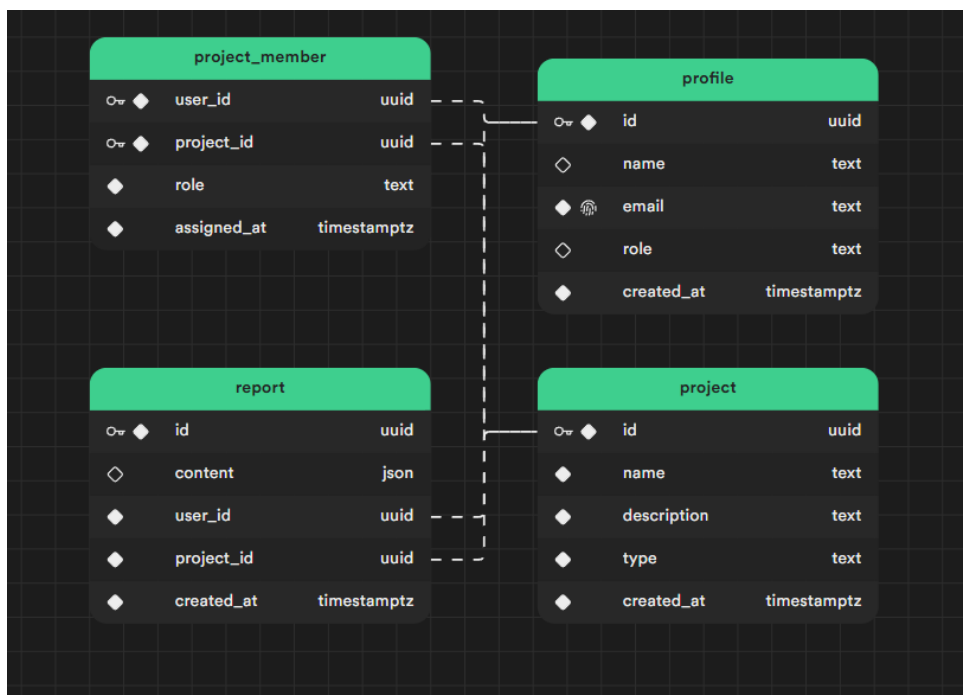 project_member
user_id uuid
project_id uuid
role text
assigned_at timestamptz
profile
id uuid
name text
email text
role text
created_at timestamptz
report
id uuid
content json
user_id uuid
project_id uuid
created_at timestamptz
project
id uuid
name text
description text
type text
created_at timestamptz